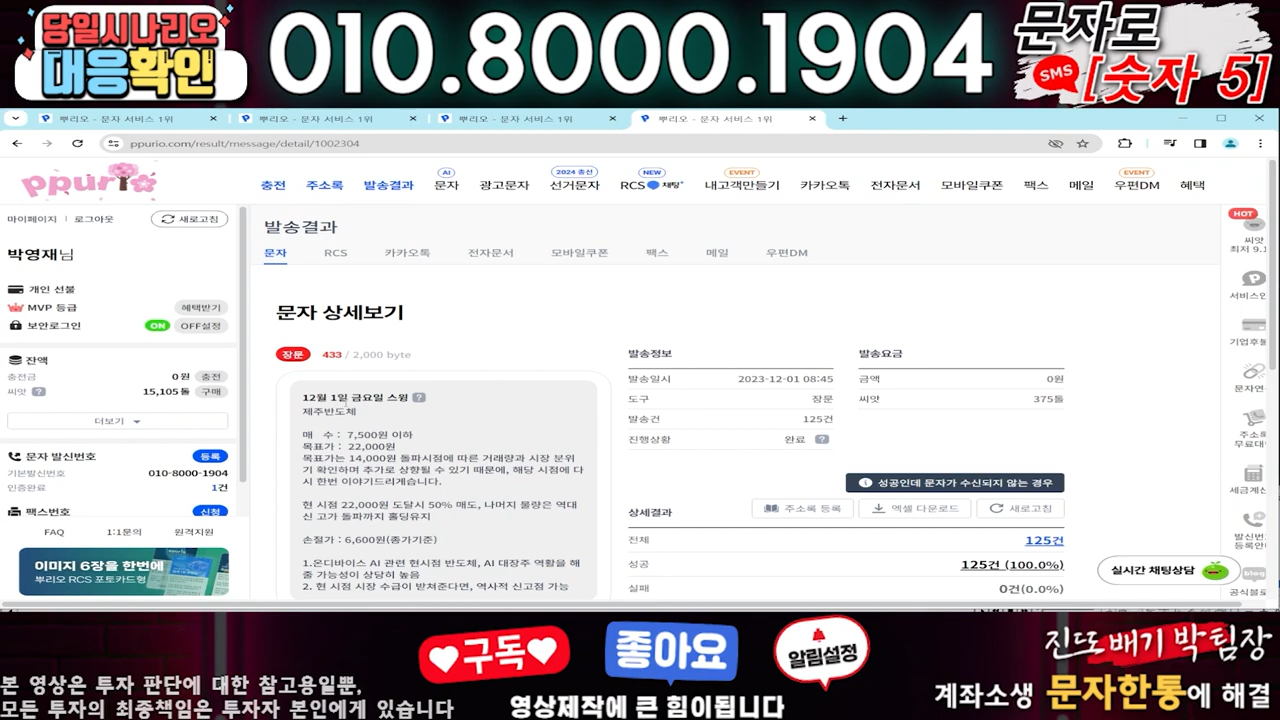 당일시나리오
대응확인
010.8000.1904
문자로
SMS
[숫자 5]
뿌리오 - 문자 서비스 1위
뿌리오 - 문자 서비스 1위
뿌리오 - 문자 서비스 1위
뿌리오 - 문자 서비스 1위
ppurio.com/result/message/detail/1002304
ppurio
AI
2024 총선
NEW
EVENT
EVENT
충전 주소록 발송결과 문자 광고문자 선거문자 RCS 채팅+ 내고객만들기 카카오톡 전자문서 모바일쿠폰 팩스 메일 우편DM 혜택
마이페이지 | 로그아웃 새로고침
박영재님
개인 선불
MVP 등급 혜택받기
보안로그인 ON OFF설정
잔액
충전금 0원 충전
씨앗 ? 15,105톨 구매
더보기
문자 발신번호 등록
기본발신번호 010-8000-1904
인증완료 1건
팩스번호 신청
FAQ 1:1문의 원격지원
이미지 6장을 한번에
뿌리오 RCS 포토카드형
발송결과
문자 RCS 카카오톡 전자문서 모바일쿠폰 팩스 메일 우편DM
문자 상세보기
장문 433 / 2,000 byte
12월 1일 금요일 스윙 ?
제주반도체
매 수 : 7,500원 이하
목표가 : 22,000원
목표가는 14,000원 돌파시점에 따른 거래량과 시장 분위
기 확인하며 추가로 상향될 수 있기 때문에, 해당 시점에 다
시 한번 이야기드리게습니다.
현 시점 22,000원 도달시 50% 매도, 나머지 물량은 역대
신 고가 돌파까지 홀딩유지
손절가 : 6,600원(종가기준)
1.온디바이스 AI 관련 현시점 반도체, AI 대장주 역활을 해
줄 가능성이 상당히 높음
2. 현 시점 시장 수급이 받쳐준다면, 역사적 신고점 가능
발송정보
발송일시 2023-12-01 08:45
도구 장문
발송건 125건
진행상황 완료 ?
발송요금
금액 0원
씨앗 375톨
성공인데 문자가 수신되지 않는 경우
주소록 등록 엑셀 다운로드 새로고침
상세결과
전체 125건
성공 125건 (100.0%)
실패 0건(0.0%)
HOT
씨앗
최저 9.
서비스안
기업후불
문자연
주소록
무료대
세금계산
발신번호
등록안
blog
공식블로
실시간 채팅상담
구독
좋아요
알림설정
진또배기 박팀장
본 영상은 투자 판단에 대한 참고용일뿐,
모든 투자의 최종책임은 투자자 본인에게 있습니다
영상제작에 큰 힘이됩니다
계좌소생 문자한통에 해결